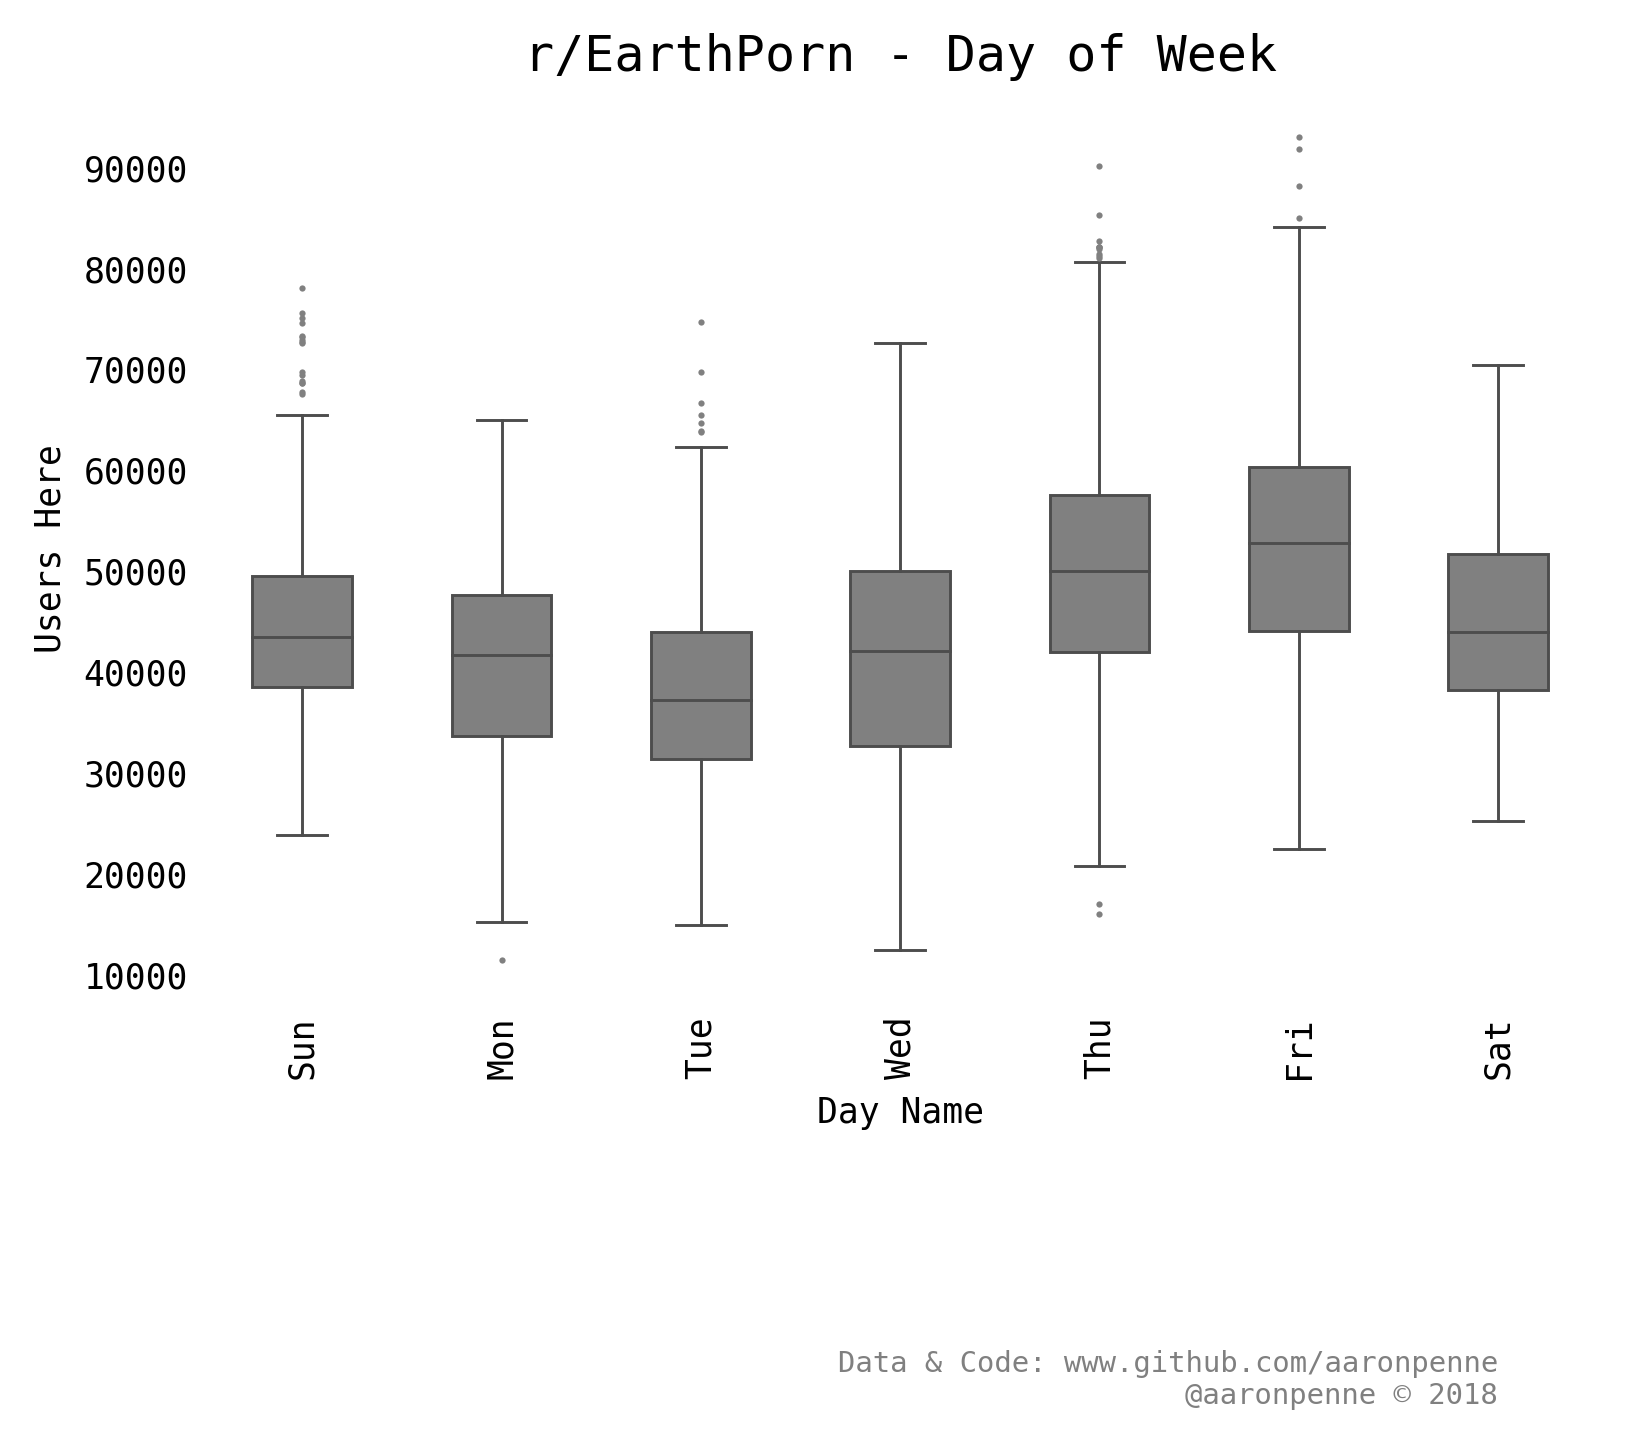 r/EarthPorn - Day of Week
90000
80000
70000
60000
50000
40000
30000
20000
10000
Users Here
Sun
Mon
Tue
Wed
Thu
Fri
Sat
Day Name
Data & Code: www.github.com/aaronpenne
@aaronpenne © 2018